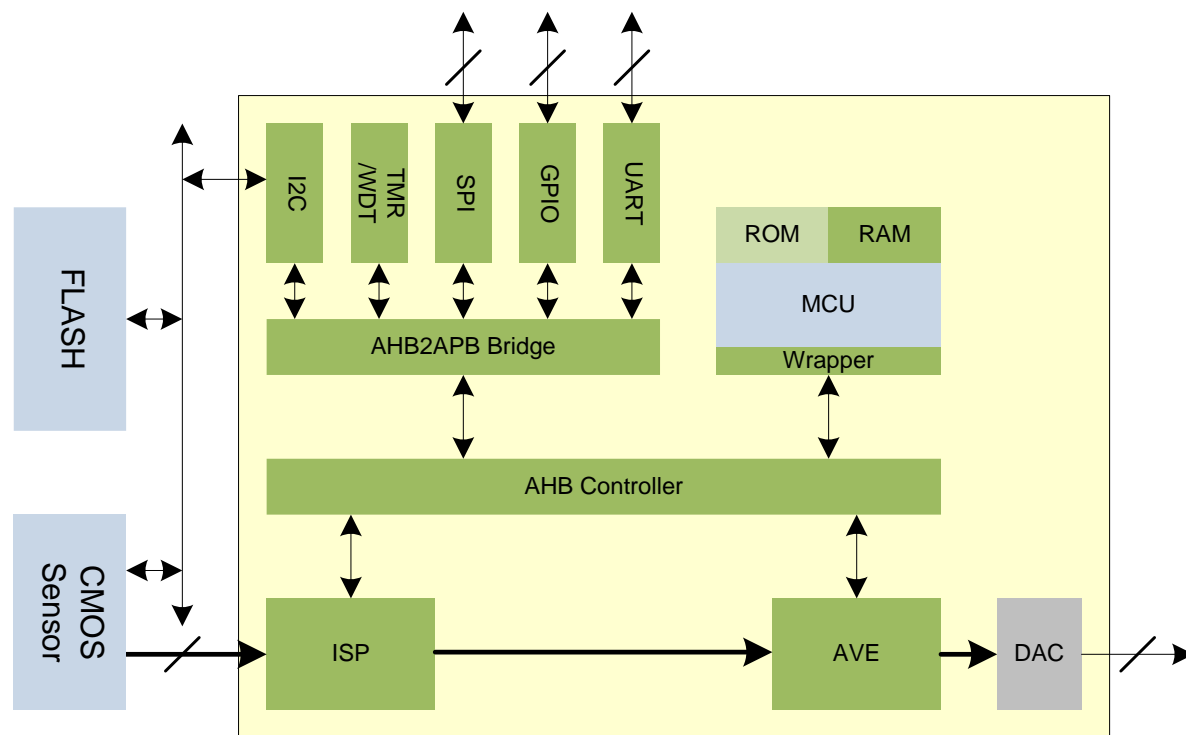 I2C
TMR
/WDT
SPI
GPIO
UART
ROM
RAM
FLASH
MCU
AHB2APB Bridge
Wrapper
AHB Controller
CMOS
Sensor
ISP
AVE
DAC